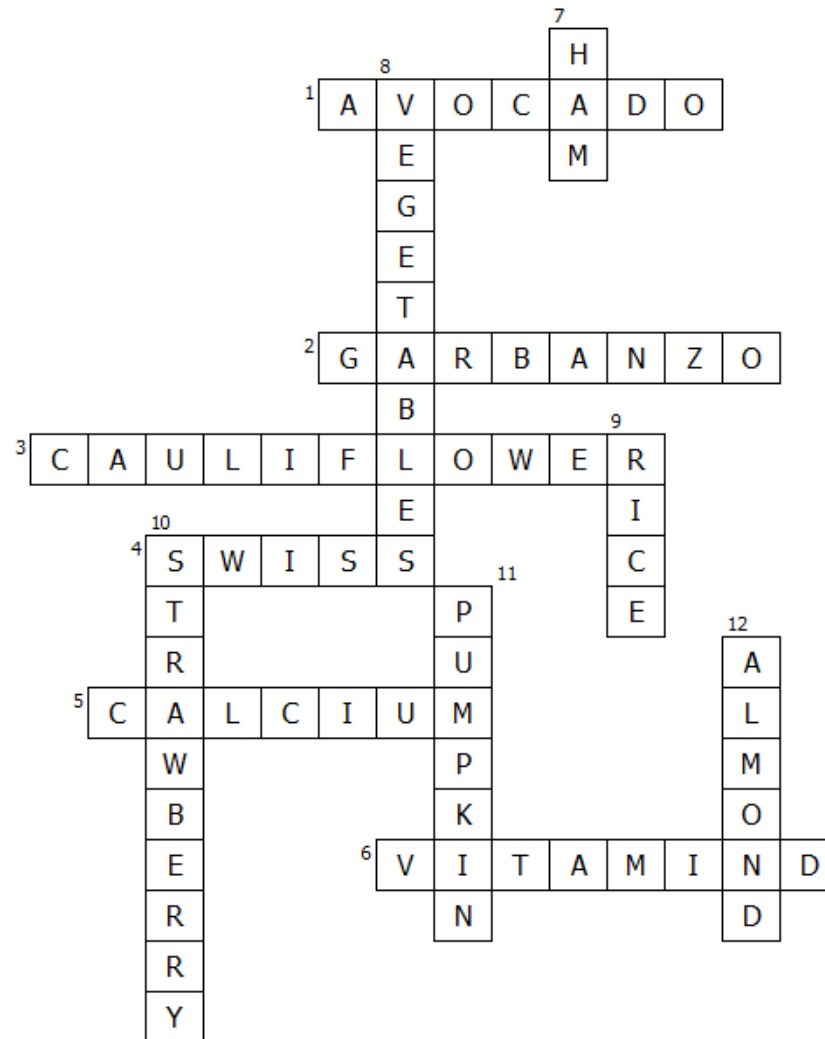 7
8 H
1 A V O C A D O
E M
G
E
T
2 G A R B A N Z O
B 9
3 C A U L I F L O W E R
E I
10
4 S W I S S C
11
T P E
12
R U A
5 C A L C I U M L
W P M
B K O
E 6 V I T A M I N D
R N D
R
Y